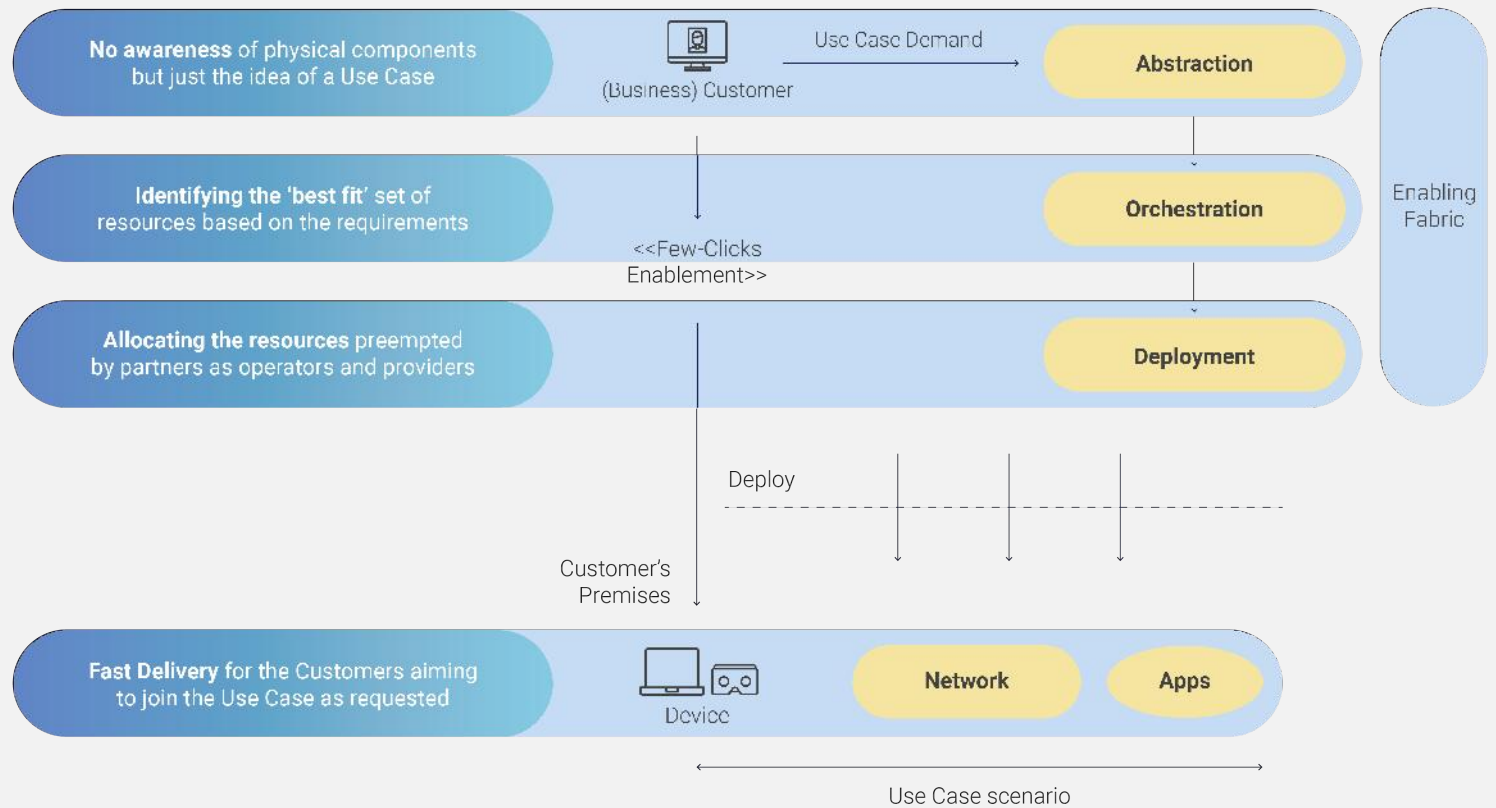 No awareness of physical components
but just the idea of a Use Case
(Business) Customer
Use Case Demand
Abstraction
Enabling
Fabric
Identifying the ‘best fit’ set of
resources based on the requirements
<<Few-Clicks
Enablement>>
Orchestration
Allocating the resources preempted
by partners as operators and providers
Deployment
Deploy
Customer’s
Premises
Fast Delivery for the Customers aiming
to join the Use Case as requested
Device
Network
Apps
Use Case scenario